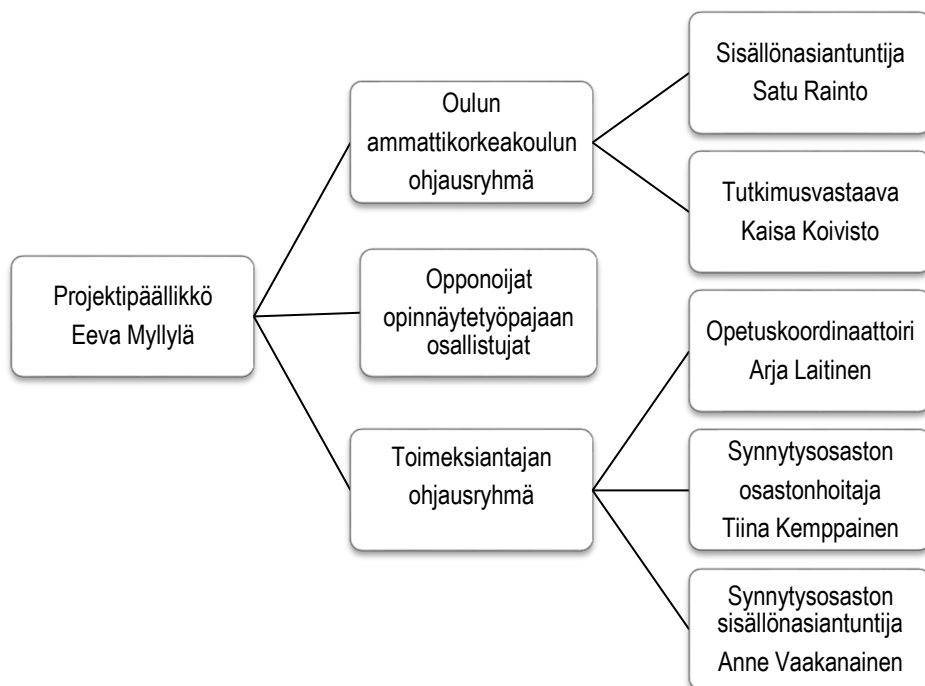 Projektipäällikkö
Eeva Myllylä
Oulun
ammattikorkeakoulun
ohjausryhmä
Sisällönasiantuntija
Satu Rainto
Tutkimusvastaava
Kaisa Koivisto
Opponoijat
opinnäytetyöpajaan
osallistujat
Toimeksiantajan
ohjausryhmä
Opetuskoordinaattoiri
Arja Laitinen
Synnytysosaston
osastonhoitaja
Tiina Kemppainen
Synnytysosaston
sisällönasiantuntija
Anne Vaakanainen